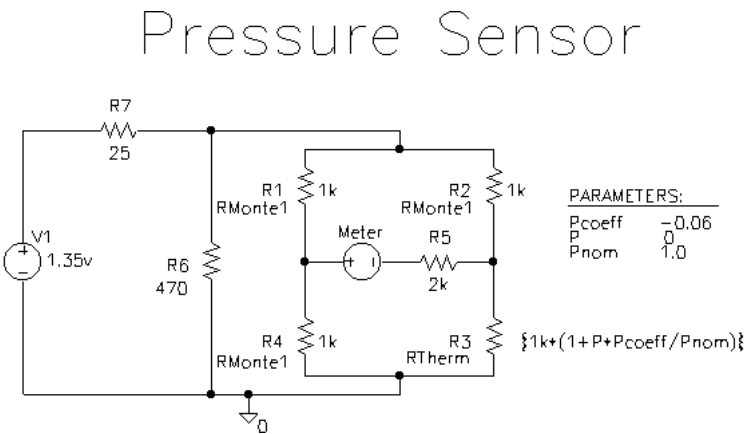 Pressure Sensor
R7
25
V1
1.35v
R6
470
R1
1k
RMonte1
R2
1k
RMonte1
Meter
R5
2k
R4
1k
RMonte1
R3
RTherm
{1k*(1+P*Pcoeff/Pnom)}
0
PARAMETERS:
Pcoeff -0.06
P 0
Pnom 1.0